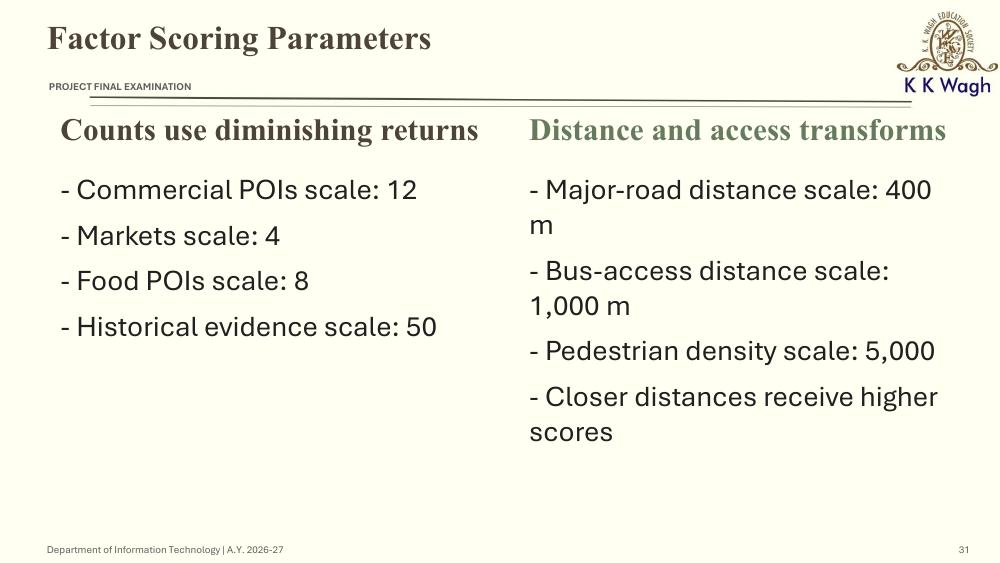 Factor Scoring Parameters
K. K. WAGH EDUCATION SOCIETY
K K Wagh
PROJECT FINAL EXAMINATION
Counts use diminishing returns
- Commercial POIs scale: 12
- Markets scale: 4
- Food POIs scale: 8
- Historical evidence scale: 50
Distance and access transforms
- Major-road distance scale: 400
m
- Bus-access distance scale:
1,000 m
- Pedestrian density scale: 5,000
- Closer distances receive higher
scores
Department of Information Technology | A.Y. 2026-27
31